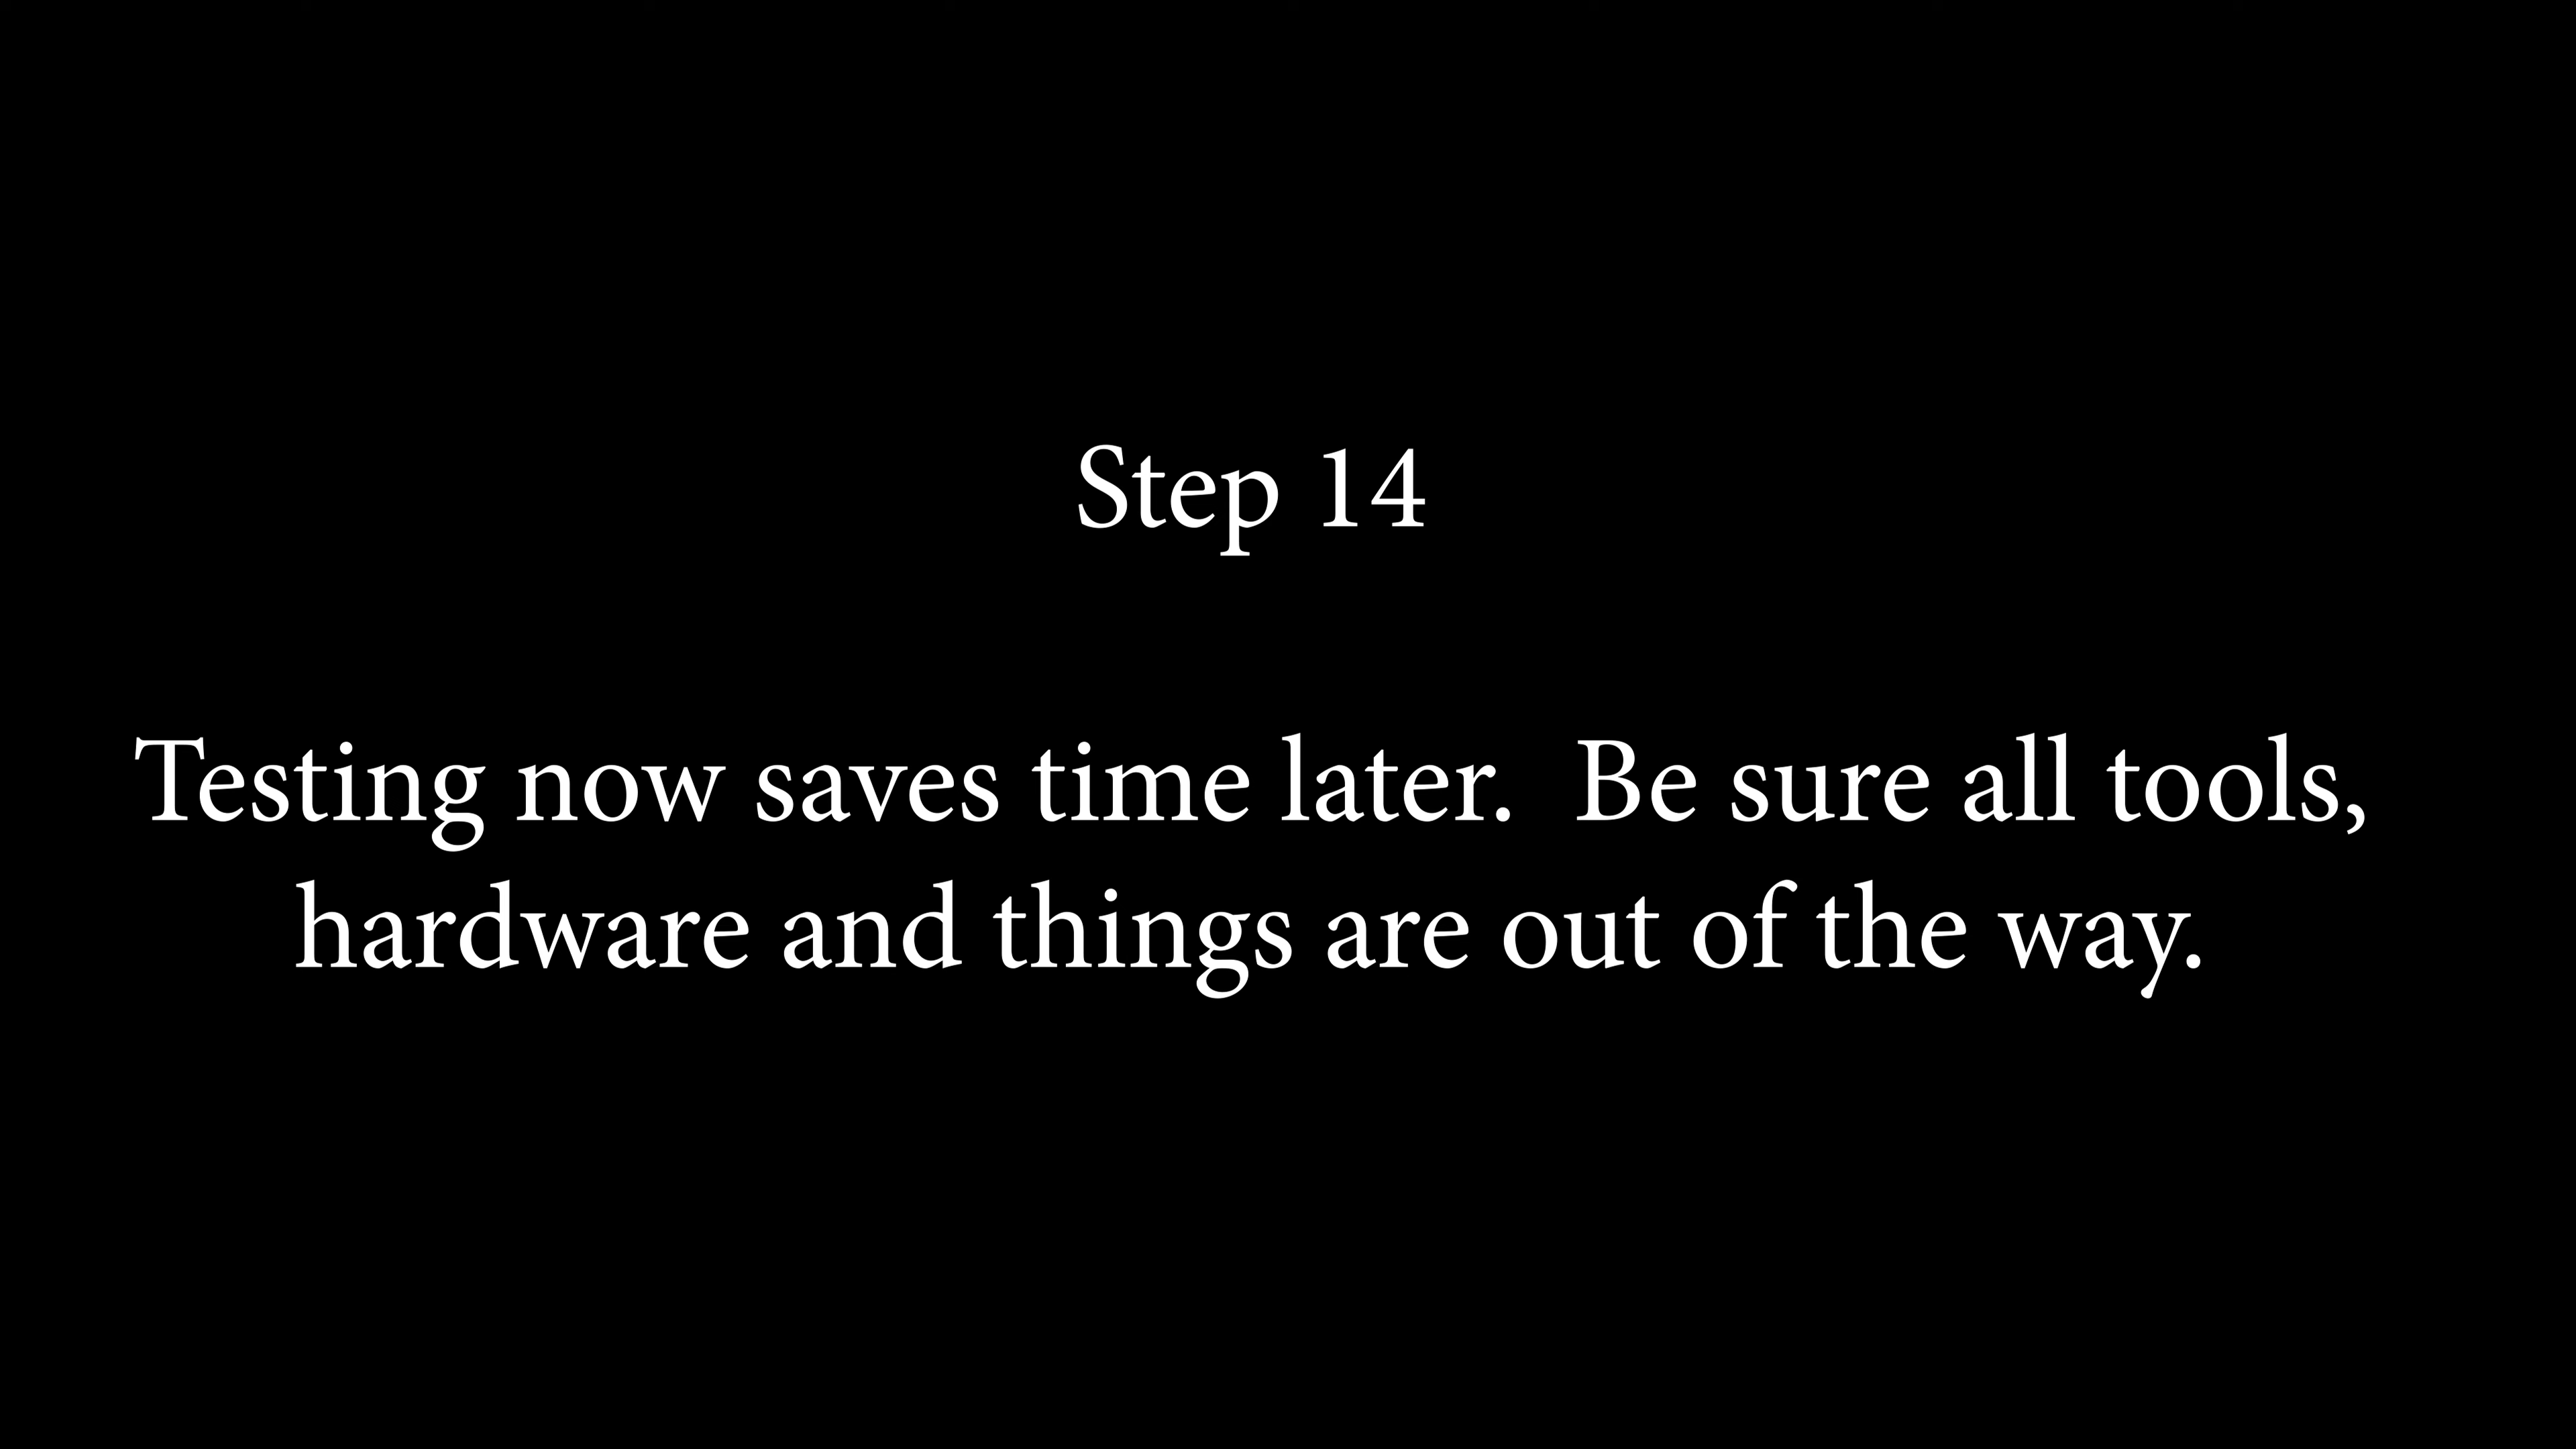 Step 14
Testing now saves time later.  Be sure all tools,
hardware and things are out of the way.